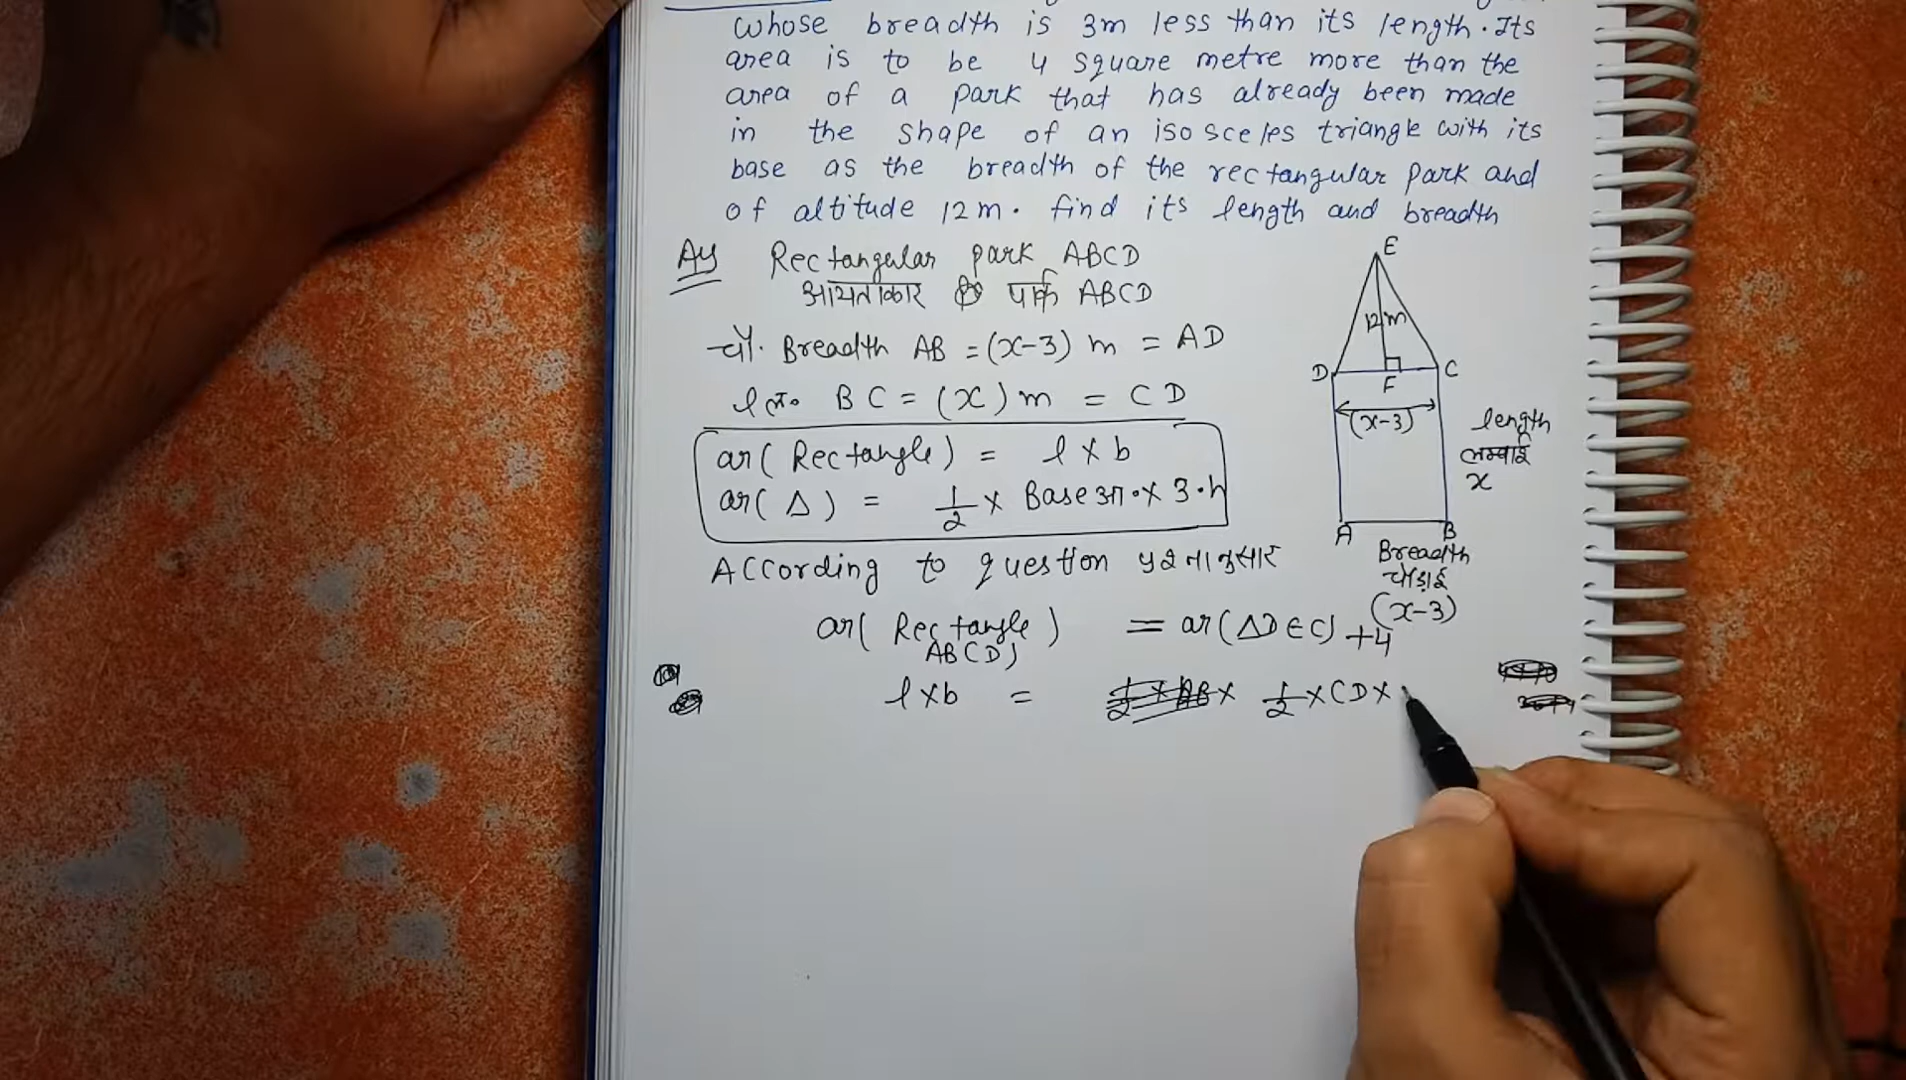 whose breadth is 3m less than its length. Its
area is to be 4 square metre more than the
area of a park that has already been made
in the shape of an isosceles triangle with its
base as the breadth of the rectangular park and
of altitude 12m. find its length and breadth
Rectangular park ABCD
आयताकार पार्क ABCD
चौ. Breadth AB = (x-3) m = AD
l ल० BC = (x) m = CD
ar( Rectangle) = l x b
ar( Δ ) = 1/2 x Base आ० x 3.h
According to question प्रश्नानुसार
ar( Rectangle ) = ar(ΔDEC) + 4
ABCD)
l x b = 1/2 x CD x
E
12m
D
F
C
(x-3)
length
लम्बाई
x
A
B
Breadth
चौड़ाई
(x-3)